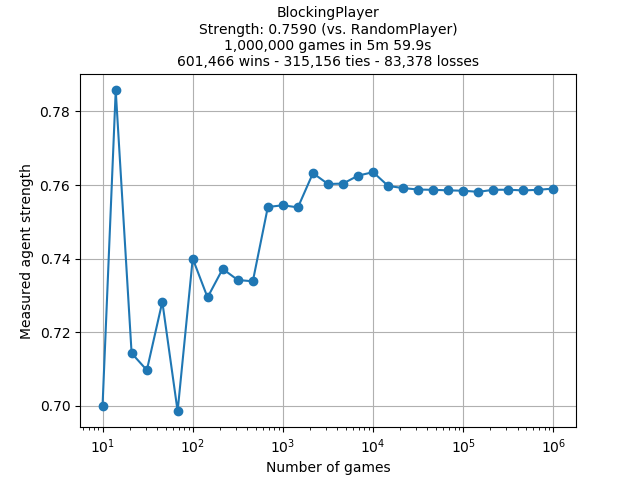 BlockingPlayer
Strength: 0.7590 (vs. RandomPlayer)
1,000,000 games in 5m 59.9s
601,466 wins - 315,156 ties - 83,378 losses
Measured agent strength
0.78
0.76
0.74
0.72
0.70
10¹ 10² 10³ 10⁴ 10⁵ 10⁶
Number of games